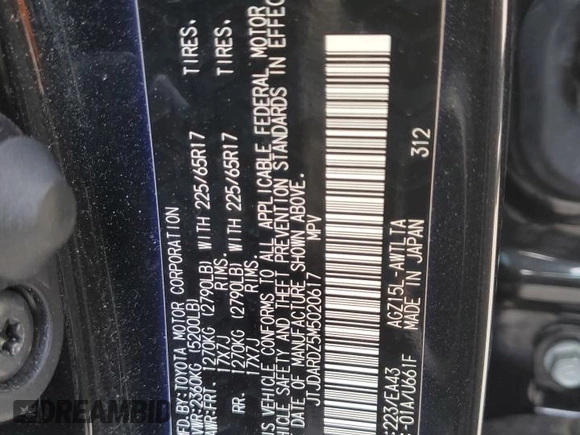 MFD.BY:TOYOTA MOTOR CORPORATION
GVWR:2360KG (5200LB)
GAWR:FRT. 1270KG (2790LB) WITH 225/65R17 TIRES.
17X7J RIMS.
RR. 1270KG (2790LB) WITH 225/65R17 TIRES.
17X7J RIMS.
THIS VEHICLE CONFORMS TO ALL APPLICABLE FEDERAL MOTOR
VEHICLE SAFETY AND THEFT PREVENTION STANDARDS IN EFFEC
DATE OF MANUFACTURE SHOWN ABOVE.
JTJDARDZ5M5020617 MPV
:223/EA43 AGZ15L-AWTLTA
:-01A/U661F MADE IN JAPAN 312
DREAMBID